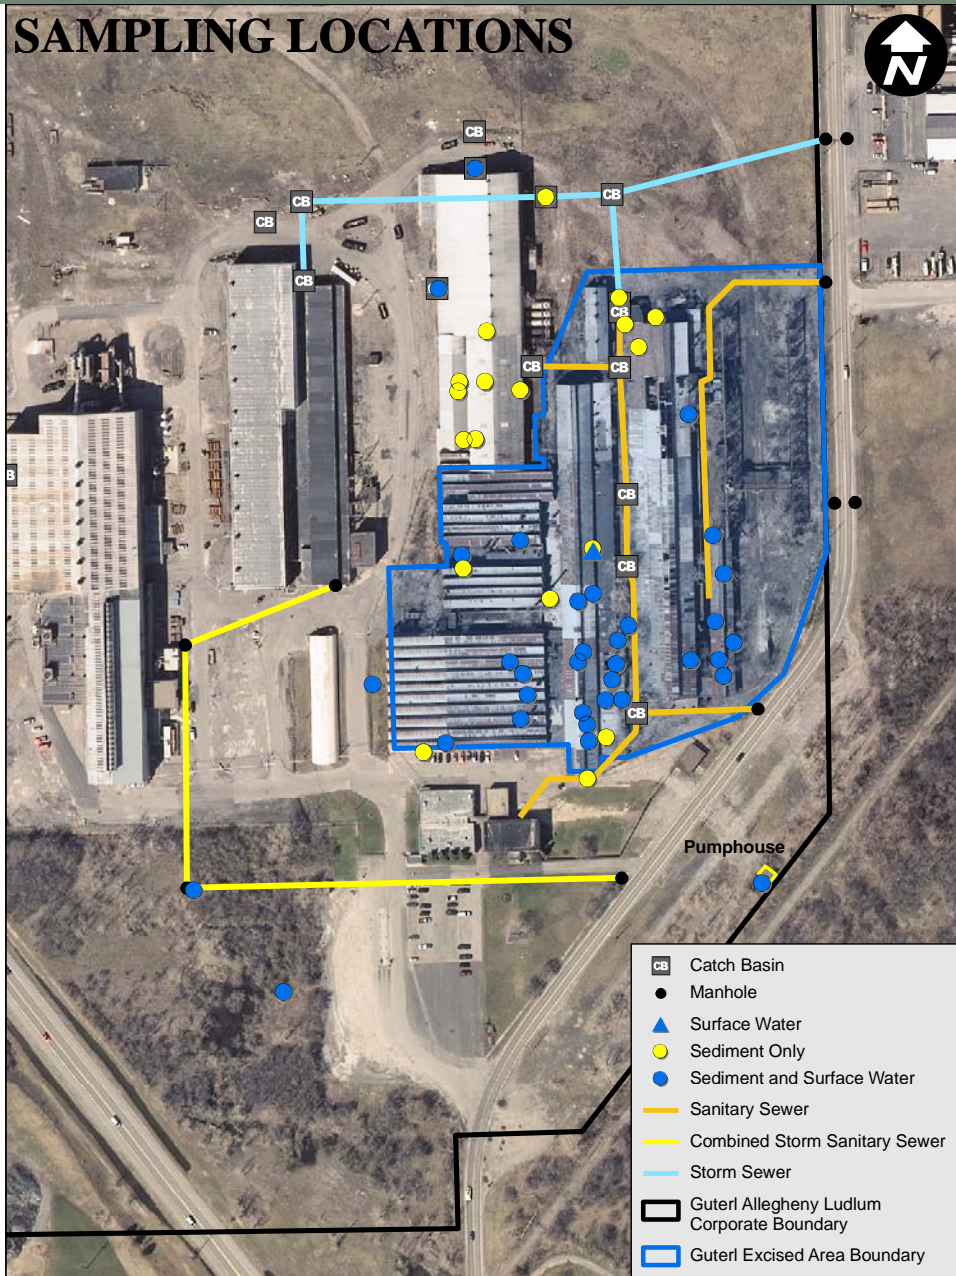 SAMPLING LOCATIONS
N
CB
CB
CB
CB
CB
CB
CB
CB
B
CB
CB
CB
Pumphouse
CB Catch Basin
Manhole
Surface Water
Sediment Only
Sediment and Surface Water
Sanitary Sewer
Combined Storm Sanitary Sewer
Storm Sewer
Guterl Allegheny Ludlum
Corporate Boundary
Guterl Excised Area Boundary